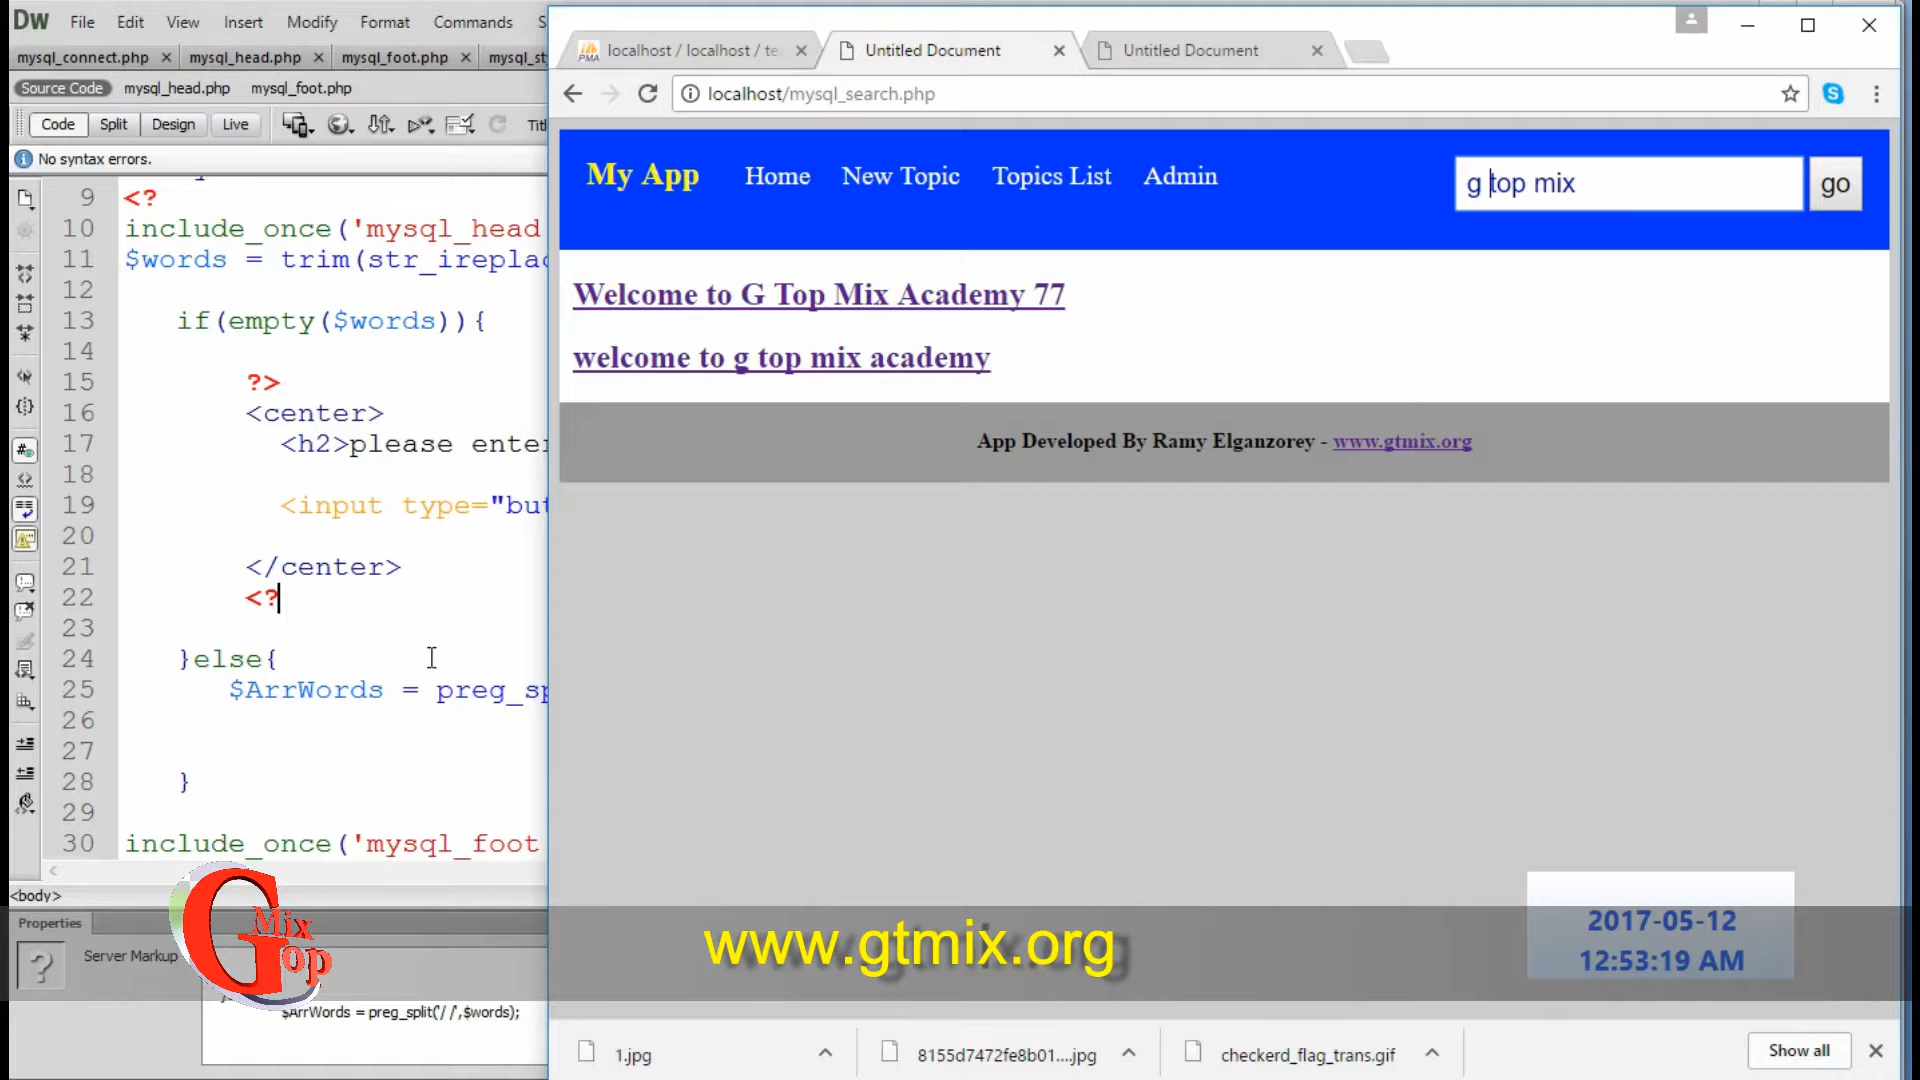 Dw File Edit View Insert Modify Format Commands S
mysql_connect.php × mysql_head.php × mysql_foot.php × mysql_st
Source Code mysql_head.php mysql_foot.php
Code Split Design Live Titl
No syntax errors.
9 <?
10 include_once('mysql_head
11 $words = trim(str_ireplac
12
13 if(empty($words)){
14
15 ?>
16 <center>
17 <h2>please enter
18
19 <input type="but
20
21 </center>
22 <?
23
24 }else{
25 $ArrWords = preg_sp
26
27
28 }
29
30 include_once('mysql_foot
<body>
Properties
Server Markup
$ArrWords = preg_split('/ /',$words);
localhost / localhost / te × Untitled Document × Untitled Document ×
PMA
localhost/mysql_search.php
My App Home New Topic Topics List Admin g top mix go
Welcome to G Top Mix Academy 77
welcome to g top mix academy
App Developed By Ramy Elganzorey - www.gtmix.org
G Mix Top
www.gtmix.org
2017-05-12
12:53:19 AM
1.jpg 8155d7472fe8b01....jpg checkerd_flag_trans.gif Show all